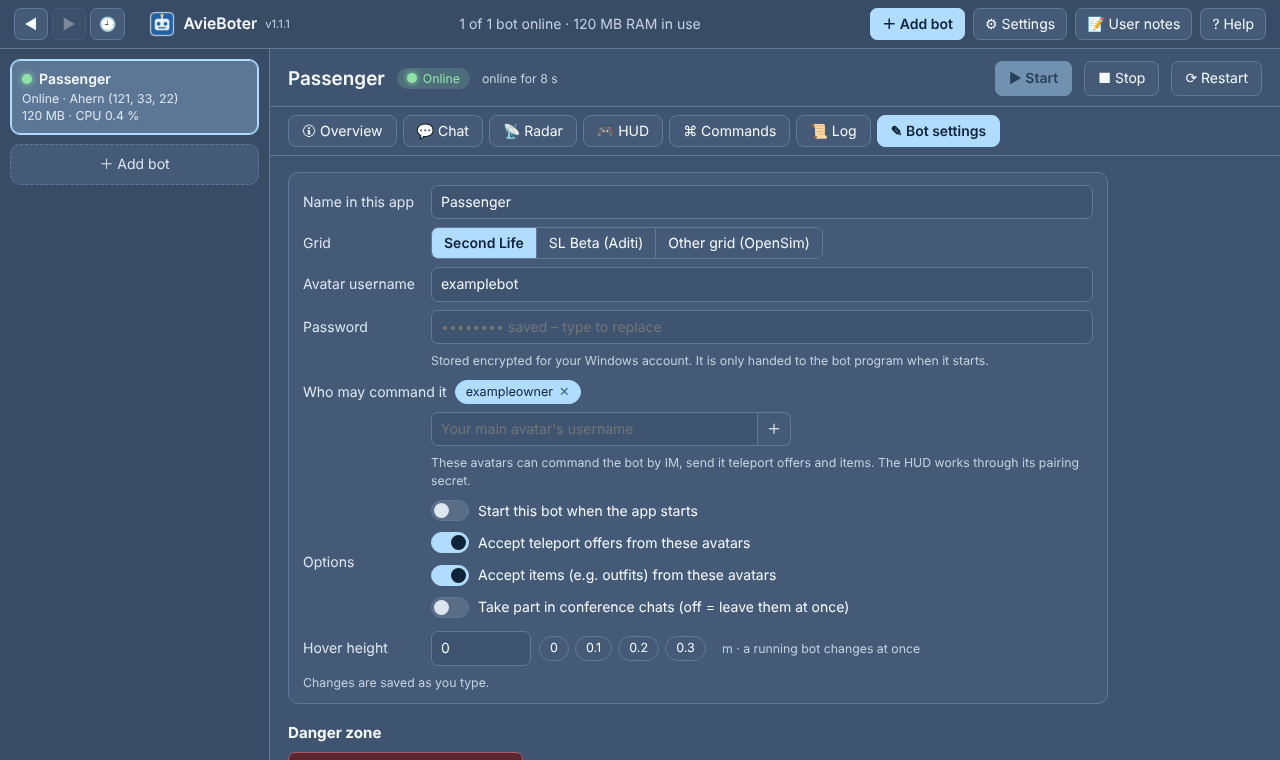 ◀ ▶ 🕘 AvieBoter v1.1.1 1 of 1 bot online · 120 MB RAM in use + Add bot ⚙ Settings 📝 User notes ? Help
Passenger
Online · Ahern (121, 33, 22)
120 MB · CPU 0.4 %
+ Add bot
Passenger Online online for 8 s ▶ Start ■ Stop ⟳ Restart
🛈 Overview 💬 Chat 📡 Radar 🎮 HUD ⌘ Commands 📜 Log ✎ Bot settings
Name in this app Passenger
Grid Second Life SL Beta (Aditi) Other grid (OpenSim)
Avatar username examplebot
Password •••••••• saved – type to replace
Stored encrypted for your Windows account. It is only handed to the bot program when it starts.
Who may command it exampleowner ✕
Your main avatar's username +
These avatars can command the bot by IM, send it teleport offers and items. The HUD works through its pairing
secret.
Start this bot when the app starts
Accept teleport offers from these avatars
Options
Accept items (e.g. outfits) from these avatars
Take part in conference chats (off = leave them at once)
Hover height 0 0 0.1 0.2 0.3 m · a running bot changes at once
Changes are saved as you type.
Danger zone